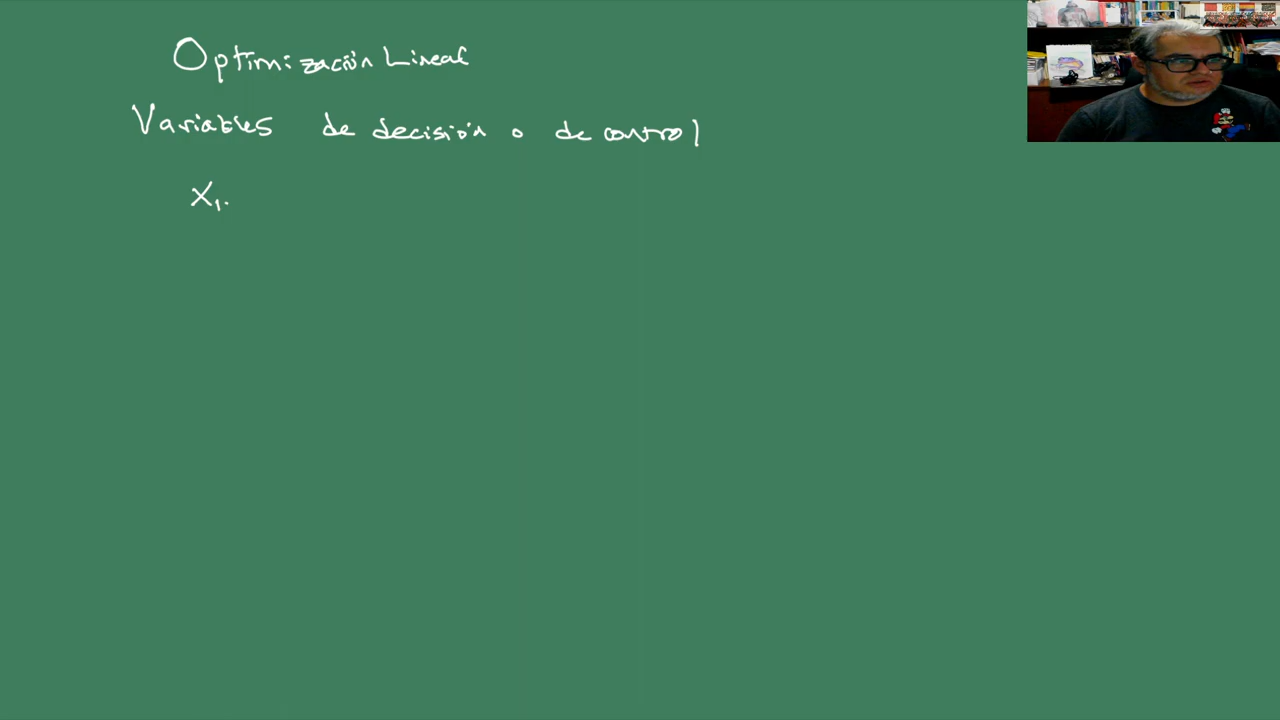 Optimización Lineal
Variables de decisión o de control
X₁.